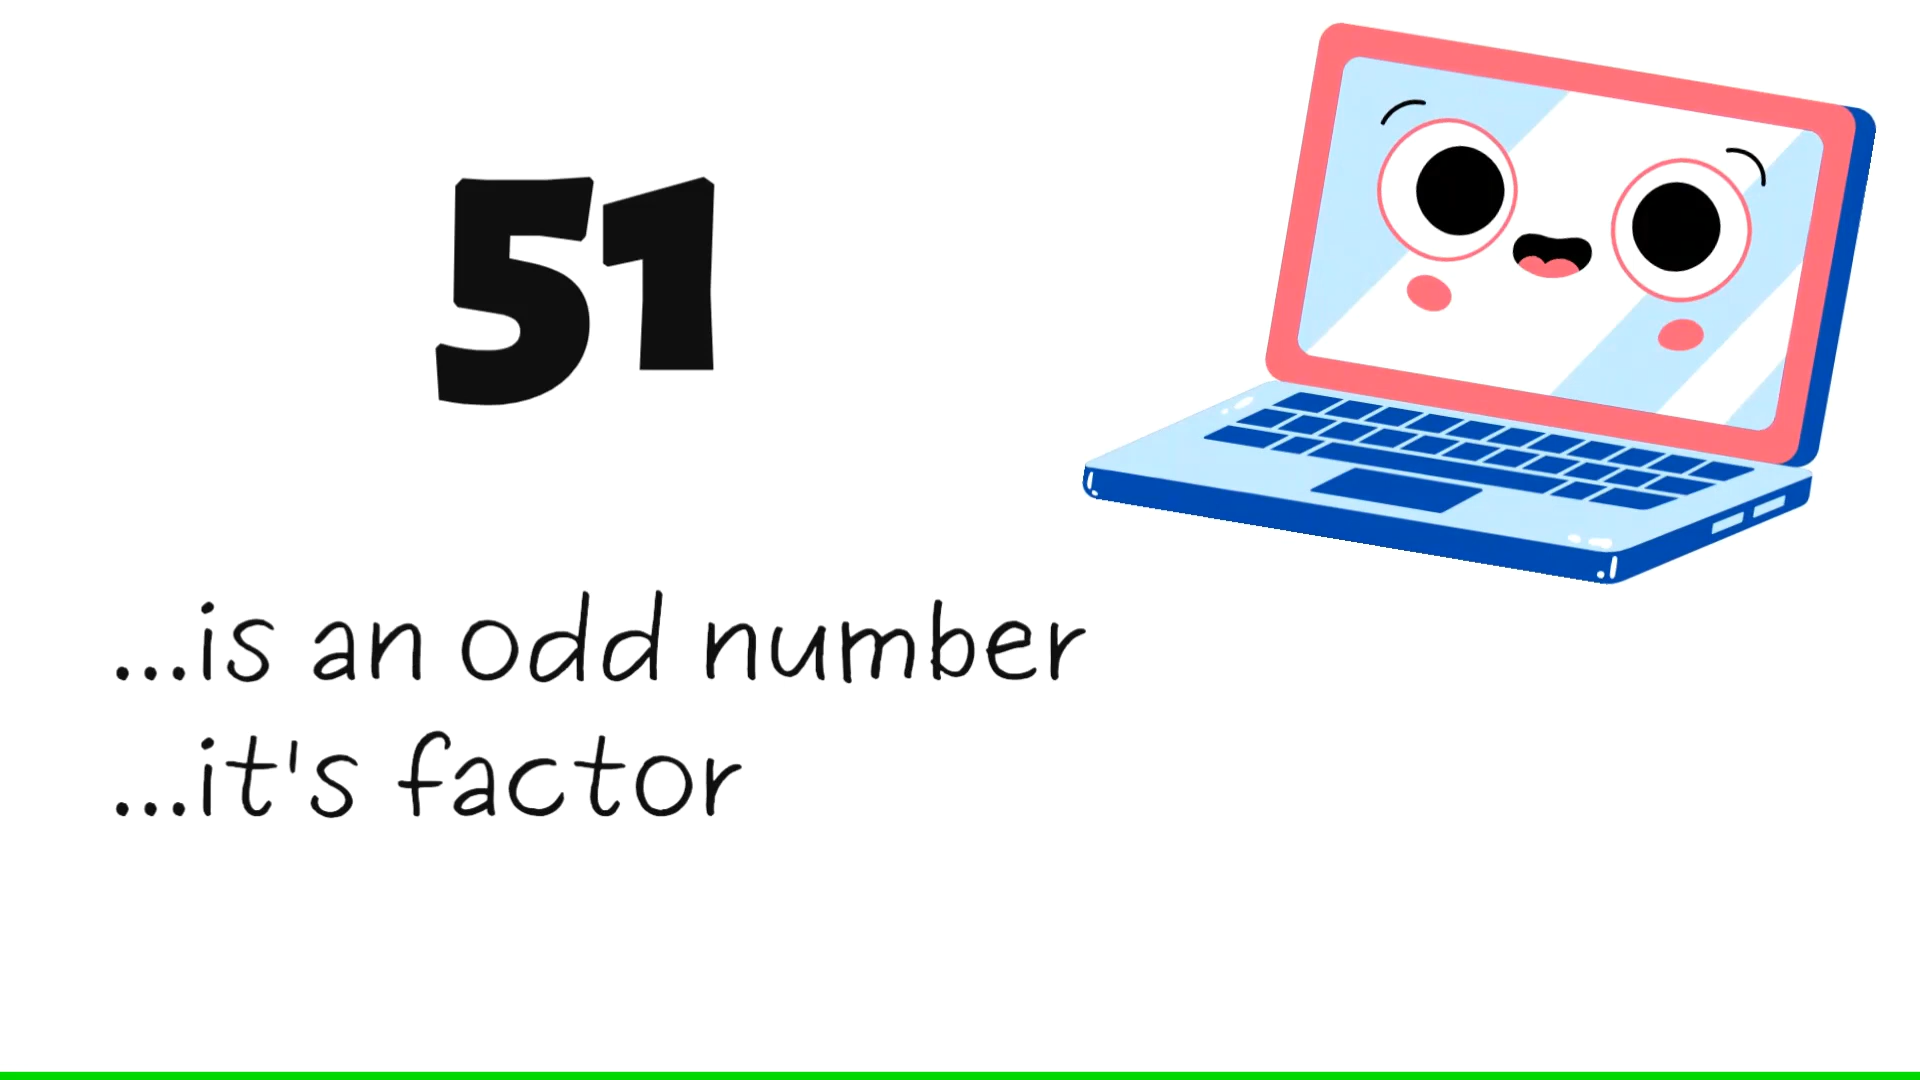 51
...is an odd number
...it's factor